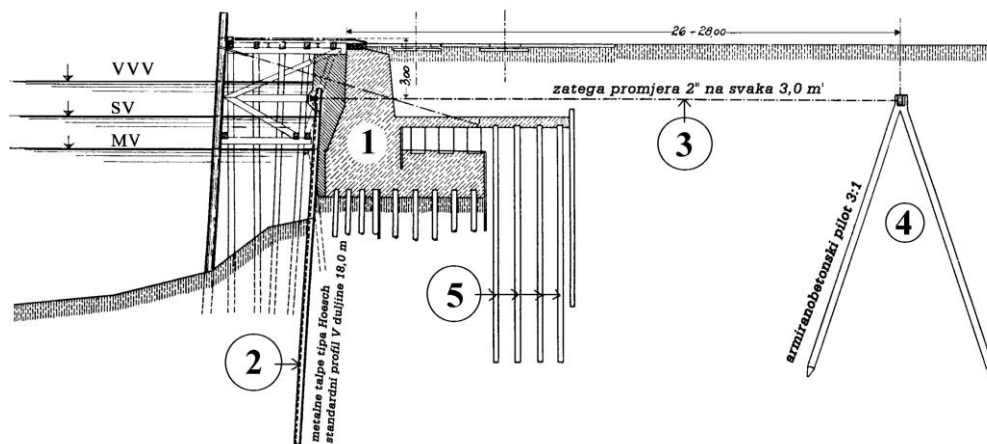 26 - 28,00
VVV
3,00
zatega promjera 2" na svaka 3,0 m'
SV
1
3
MV
4
armiranobetonski pilot 3:1
5
2
metalne talpe tipa Hoesch
standardni profil V duljine 18,0 m